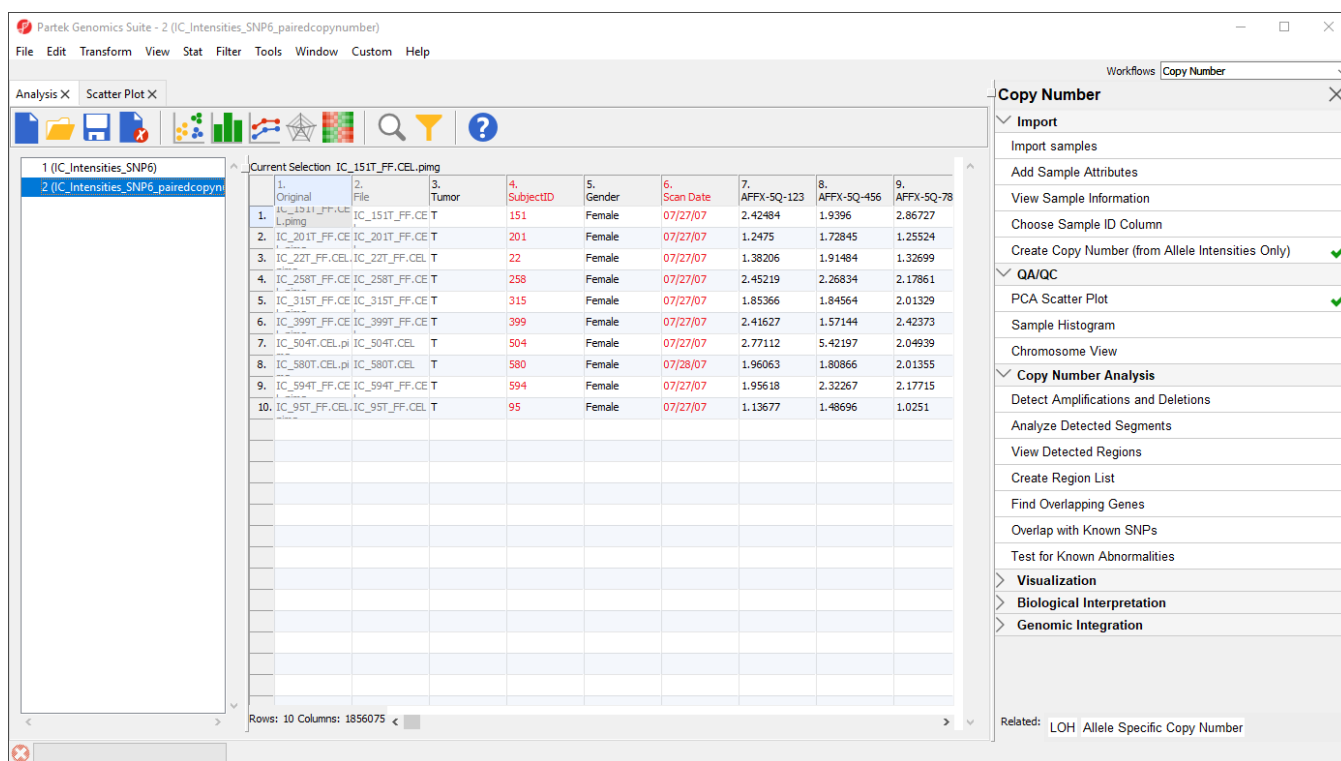 Partek Genomics Suite - 2 (IC_Intensities_SNP6_pairedcopynumber)
File Edit Transform View Stat Filter Tools Window Custom Help
Workflows Copy Number
Analysis X Scatter Plot X
1 (IC_Intensities_SNP6)
2 (IC_Intensities_SNP6_pairedcopyn
Current Selection IC_151T_FF.CEL.pimg
1. Original 2. File 3. Tumor 4. SubjectID 5. Gender 6. Scan Date 7. AFFX-5Q-123 8. AFFX-5Q-456 9. AFFX-5Q-78
1. IC_151T_FF.CE L.pimg IC_151T_FF.CE T 151 Female 07/27/07 2.42484 1.9396 2.86727
2. IC_201T_FF.CE IC_201T_FF.CE T 201 Female 07/27/07 1.2475 1.72845 1.25524
3. IC_22T_FF.CEL. IC_22T_FF.CEL T 22 Female 07/27/07 1.38206 1.91484 1.32699
4. IC_258T_FF.CE IC_258T_FF.CE T 258 Female 07/27/07 2.45219 2.26834 2.17861
5. IC_315T_FF.CE IC_315T_FF.CE T 315 Female 07/27/07 1.85366 1.84564 2.01329
6. IC_399T_FF.CE IC_399T_FF.CE T 399 Female 07/27/07 2.41627 1.57144 2.42373
7. IC_504T.CEL.pi IC_504T.CEL T 504 Female 07/27/07 2.77112 5.42197 2.04939
8. IC_580T.CEL.pi IC_580T.CEL T 580 Female 07/28/07 1.96063 1.80866 2.01355
9. IC_594T_FF.CE IC_594T_FF.CE T 594 Female 07/27/07 1.95618 2.32267 2.17715
10. IC_95T_FF.CEL. IC_95T_FF.CEL T 95 Female 07/27/07 1.13677 1.48696 1.0251
Rows: 10 Columns: 1856075
Copy Number
Import
Import samples
Add Sample Attributes
View Sample Information
Choose Sample ID Column
Create Copy Number (from Allele Intensities Only)
QA/QC
PCA Scatter Plot
Sample Histogram
Chromosome View
Copy Number Analysis
Detect Amplifications and Deletions
Analyze Detected Segments
View Detected Regions
Create Region List
Find Overlapping Genes
Overlap with Known SNPs
Test for Known Abnormalities
Visualization
Biological Interpretation
Genomic Integration
Related: LOH Allele Specific Copy Number